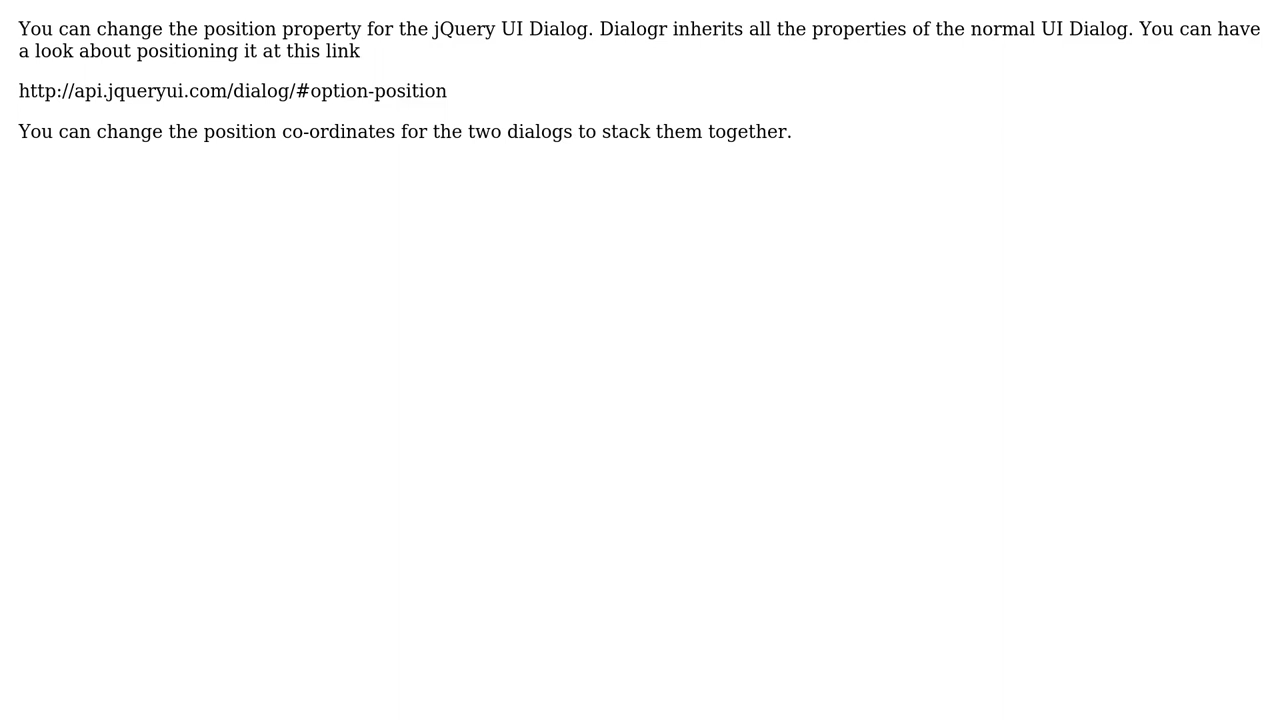 You can change the position property for the jQuery UI Dialog. Dialogr inherits all the properties of the normal UI Dialog. You can have
a look about positioning it at this link
http://api.jqueryui.com/dialog/#option-position
You can change the position co-ordinates for the two dialogs to stack them together.